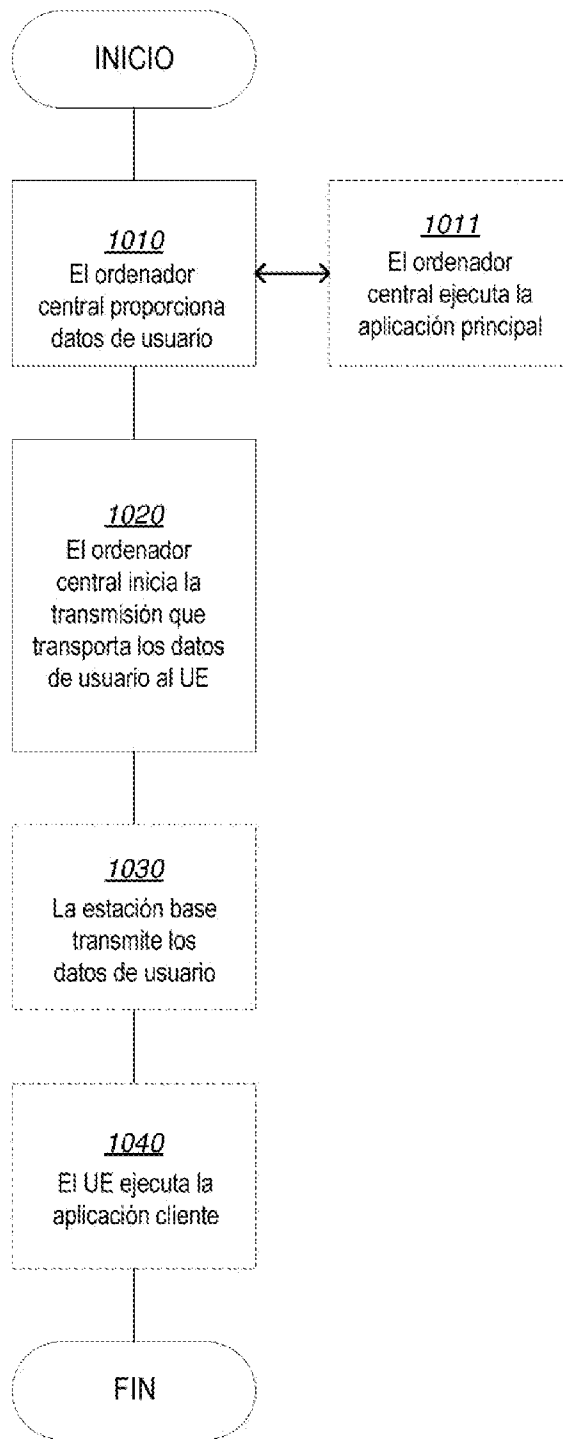 INICIO
1010
El ordenador
central proporciona
datos de usuario
1011
El ordenador
central ejecuta la
aplicación principal
1020
El ordenador
central inicia la
transmisión que
transporta los datos
de usuario al UE
1030
La estación base
transmite los
datos de usuario
1040
El UE ejecuta la
aplicación cliente
FIN